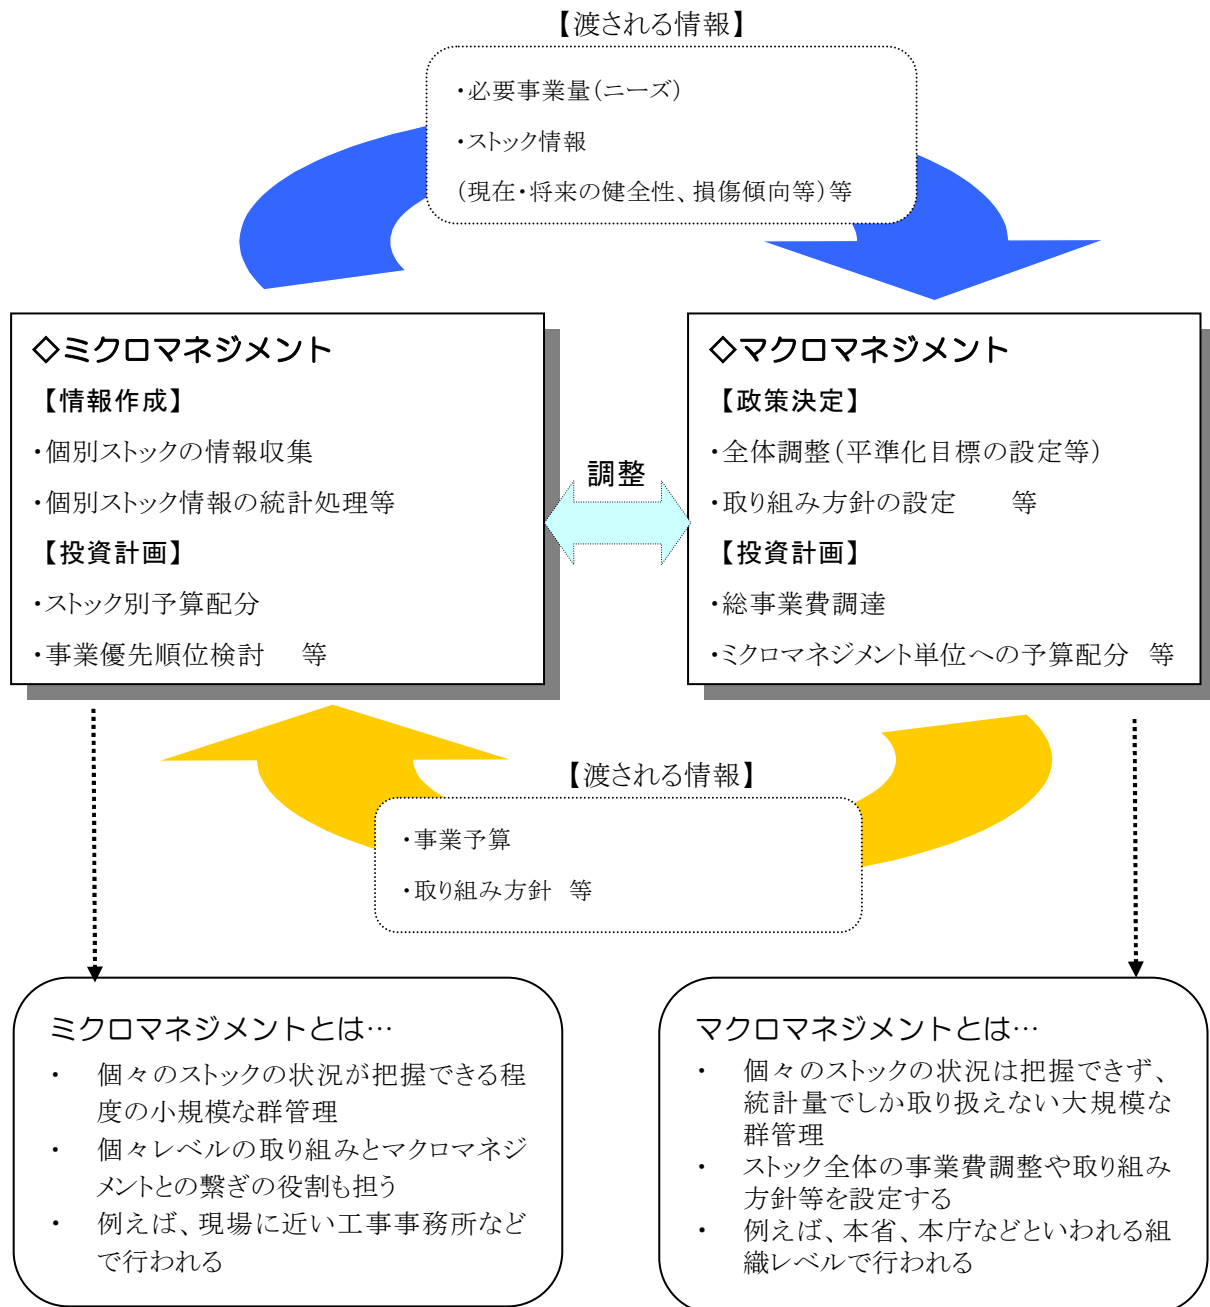 【渡される情報】
・必要事業量（ニーズ）
・ストック情報
（現在・将来の健全性、損傷傾向等）等
◇ミクロマネジメント
【情報作成】
・個別ストックの情報収集
・個別ストック情報の統計処理等
【投資計画】
・ストック別予算配分
・事業優先順位検討　等
調整
◇マクロマネジメント
【政策決定】
・全体調整（平準化目標の設定等）
・取り組み方針の設定　　等
【投資計画】
・総事業費調達
・ミクロマネジメント単位への予算配分　等
【渡される情報】
・事業予算
・取り組み方針　等
ミクロマネジメントとは…
・　個々のストックの状況が把握できる程
度の小規模な群管理
・　個々レベルの取り組みとマクロマネジ
メントとの繋ぎの役割も担う
・　例えば、現場に近い工事事務所など
で行われる
マクロマネジメントとは…
・　個々のストックの状況は把握できず、
統計量でしか取り扱えない大規模な
群管理
・　ストック全体の事業費調整や取り組み
方針等を設定する
・　例えば、本省、本庁などといわれる組
織レベルで行われる